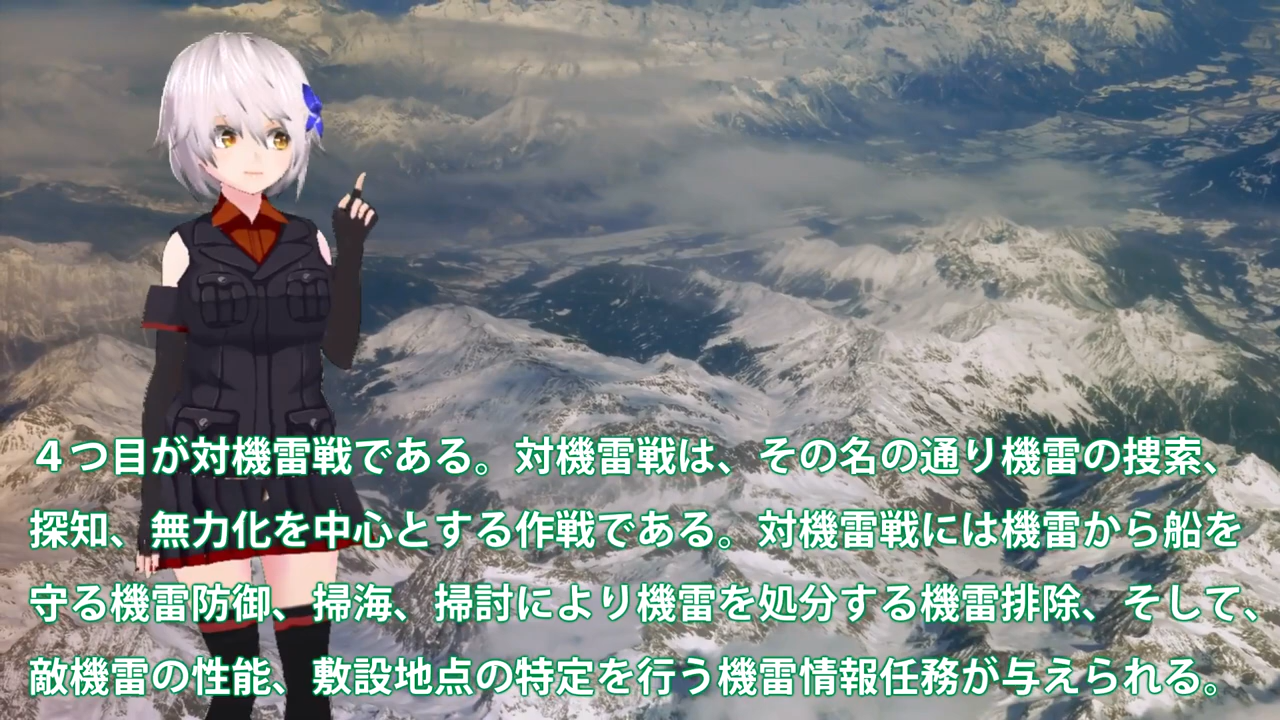 ４つ目が対機雷戦である。対機雷戦は、その名の通り機雷の捜索、
探知、無力化を中心とする作戦である。対機雷戦には機雷から船を
守る機雷防御、掃海、掃討により機雷を処分する機雷排除、そして、
敵機雷の性能、敷設地点の特定を行う機雷情報任務が与えられる。